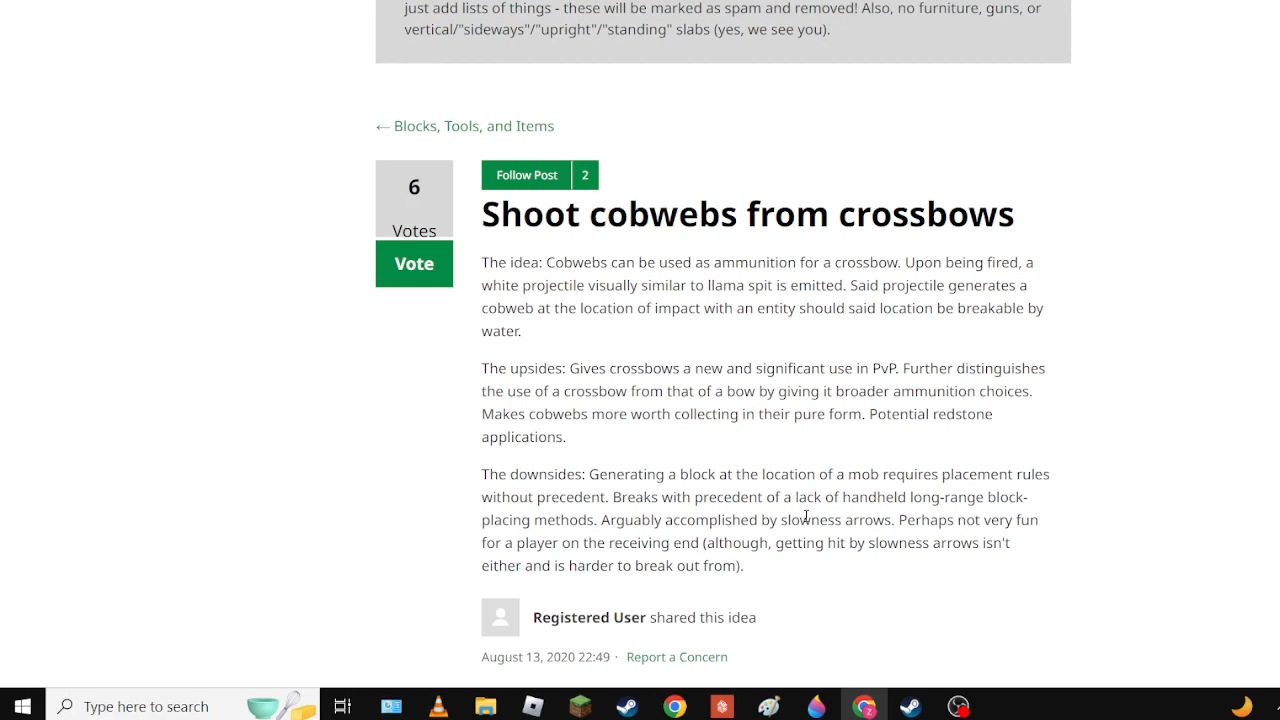 just add lists of things - these will be marked as spam and removed! Also, no furniture, guns, or
vertical/"sideways"/"upright"/"standing" slabs (yes, we see you).
← Blocks, Tools, and Items
6
Votes
Vote
Follow Post 2
Shoot cobwebs from crossbows
The idea: Cobwebs can be used as ammunition for a crossbow. Upon being fired, a
white projectile visually similar to llama spit is emitted. Said projectile generates a
cobweb at the location of impact with an entity should said location be breakable by
water.
The upsides: Gives crossbows a new and significant use in PvP. Further distinguishes
the use of a crossbow from that of a bow by giving it broader ammunition choices.
Makes cobwebs more worth collecting in their pure form. Potential redstone
applications.
The downsides: Generating a block at the location of a mob requires placement rules
without precedent. Breaks with precedent of a lack of handheld long-range block-
placing methods. Arguably accomplished by slowness arrows. Perhaps not very fun
for a player on the receiving end (although, getting hit by slowness arrows isn't
either and is harder to break out from).
Registered User shared this idea
August 13, 2020 22:49 · Report a Concern
Type here to search